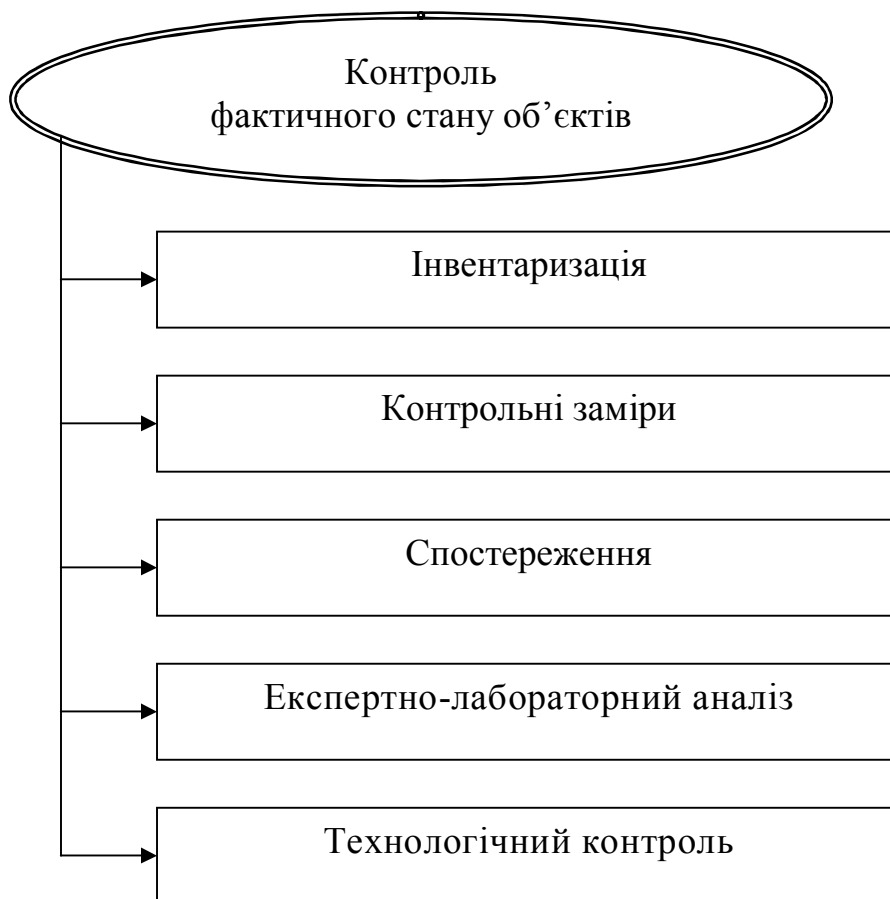 Контроль
фактичного стану об’єктів
Інвентаризація
Контрольні заміри
Спостереження
Експертно-лабораторний аналіз
Технологічний контроль